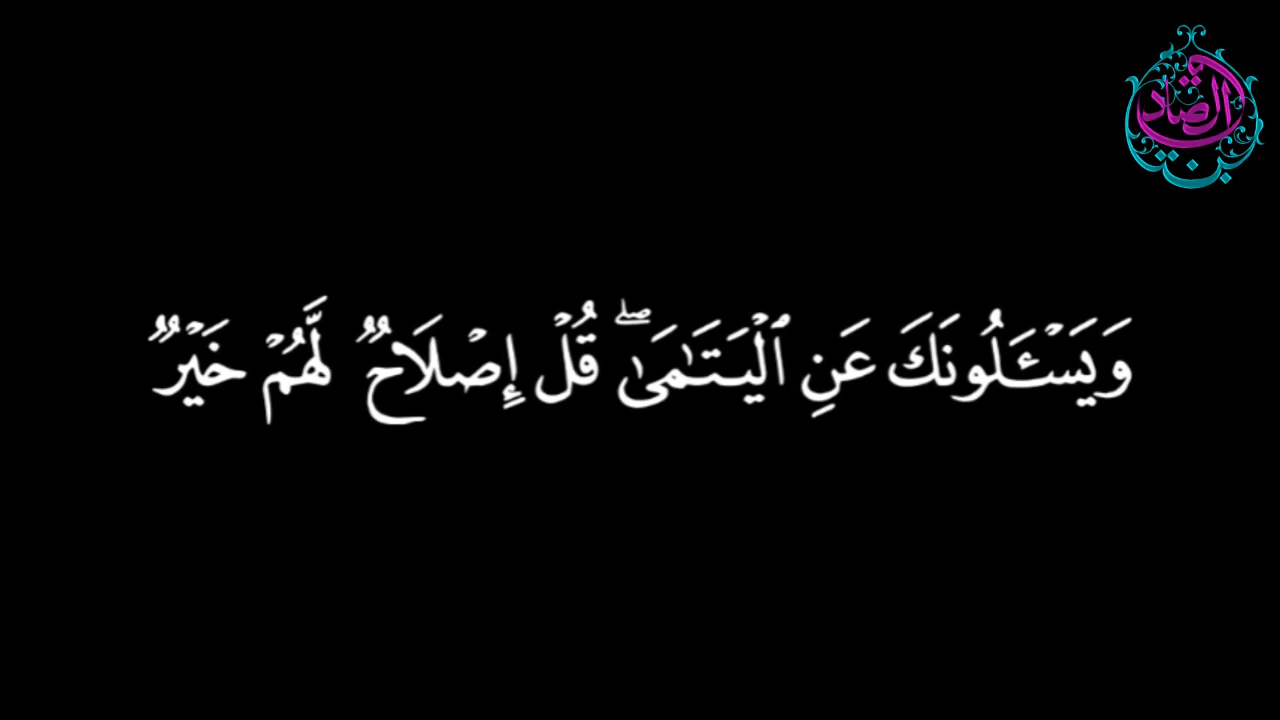 وَيَسْـَٔلُونَكَ عَنِ ٱلْيَتَـٰمَىٰ ۖ قُلْ إِصْلَاحٌ لَّهُمْ خَيْرٌ